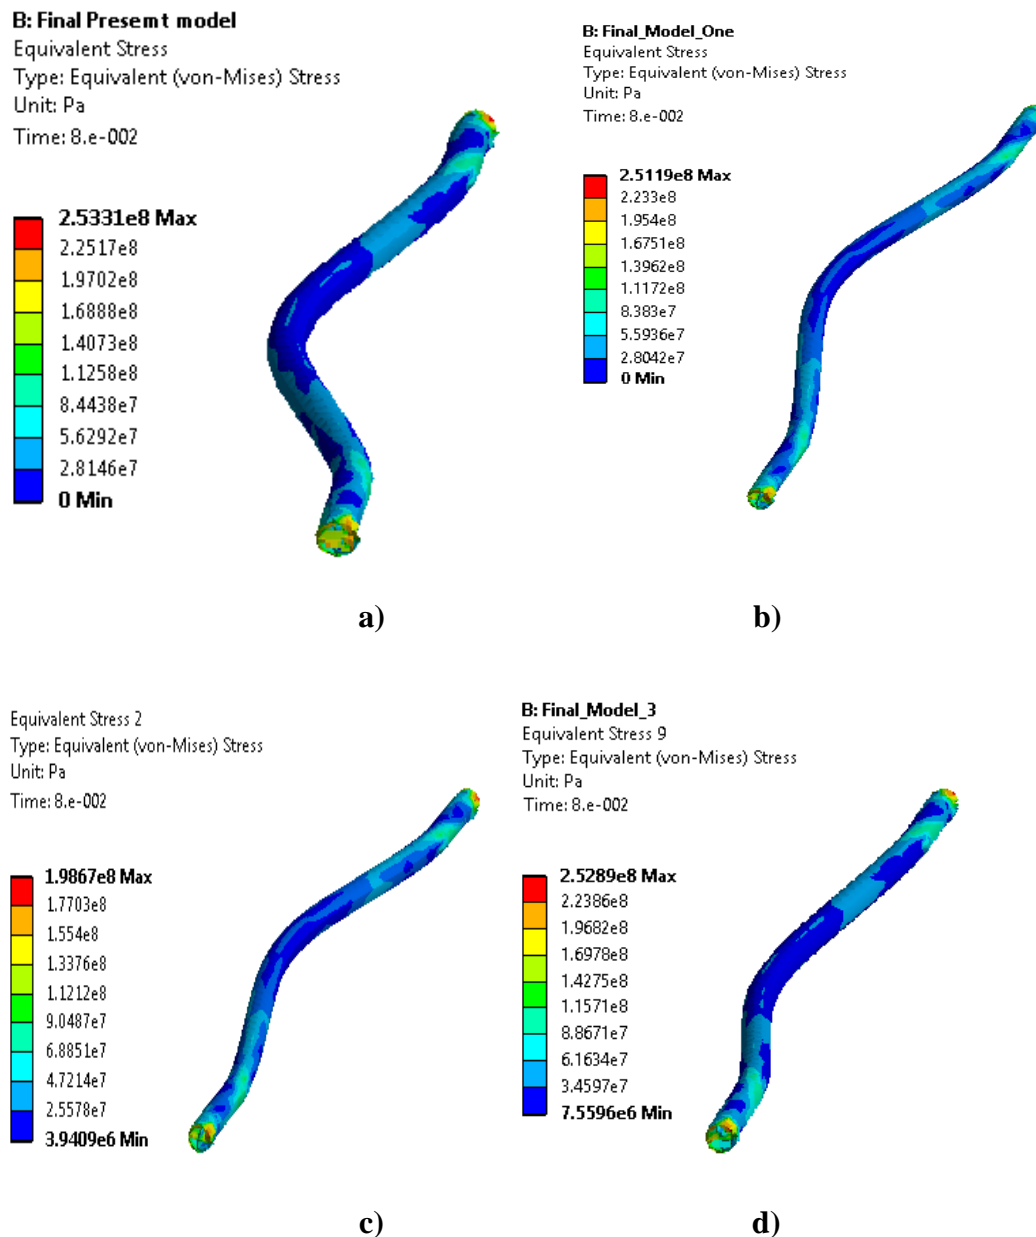 B: Final Presemt model
Equivalent Stress
Type: Equivalent (von-Mises) Stress
Unit: Pa
Time: 8.e-002
2.5331e8 Max
2.2517e8
1.9702e8
1.6888e8
1.4073e8
1.1258e8
8.4438e7
5.6292e7
2.8146e7
0 Min
a)
B: Final_Model_One
Equivalent Stress
Type: Equivalent (von-Mises) Stress
Unit: Pa
Time: 8.e-002
2.5119e8 Max
2.233e8
1.954e8
1.6751e8
1.3962e8
1.1172e8
8.383e7
5.5936e7
2.8042e7
0 Min
b)
Equivalent Stress 2
Type: Equivalent (von-Mises) Stress
Unit: Pa
Time: 8.e-002
1.9867e8 Max
1.7703e8
1.554e8
1.3376e8
1.1212e8
9.0487e7
6.8851e7
4.7214e7
2.5578e7
3.9409e6 Min
c)
B: Final_Model_3
Equivalent Stress 9
Type: Equivalent (von-Mises) Stress
Unit: Pa
Time: 8.e-002
2.5289e8 Max
2.2386e8
1.9682e8
1.6978e8
1.4275e8
1.1571e8
8.8671e7
6.1634e7
3.4597e7
7.5596e6 Min
d)